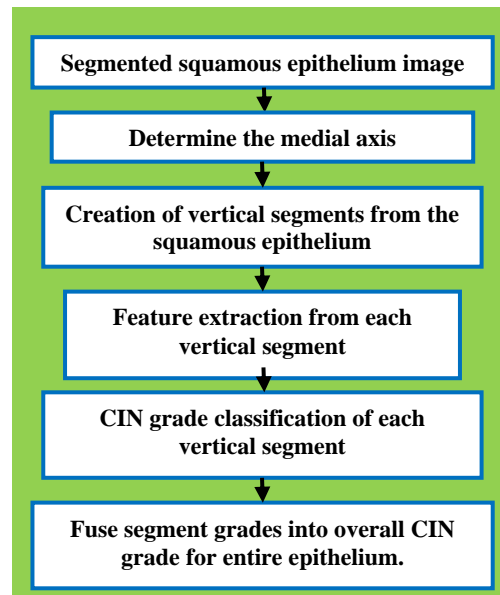 Segmented squamous epithelium image
Determine the medial axis
Creation of vertical segments from the
squamous epithelium
Feature extraction from each
vertical segment
CIN grade classification of each
vertical segment
Fuse segment grades into overall CIN
grade for entire epithelium.